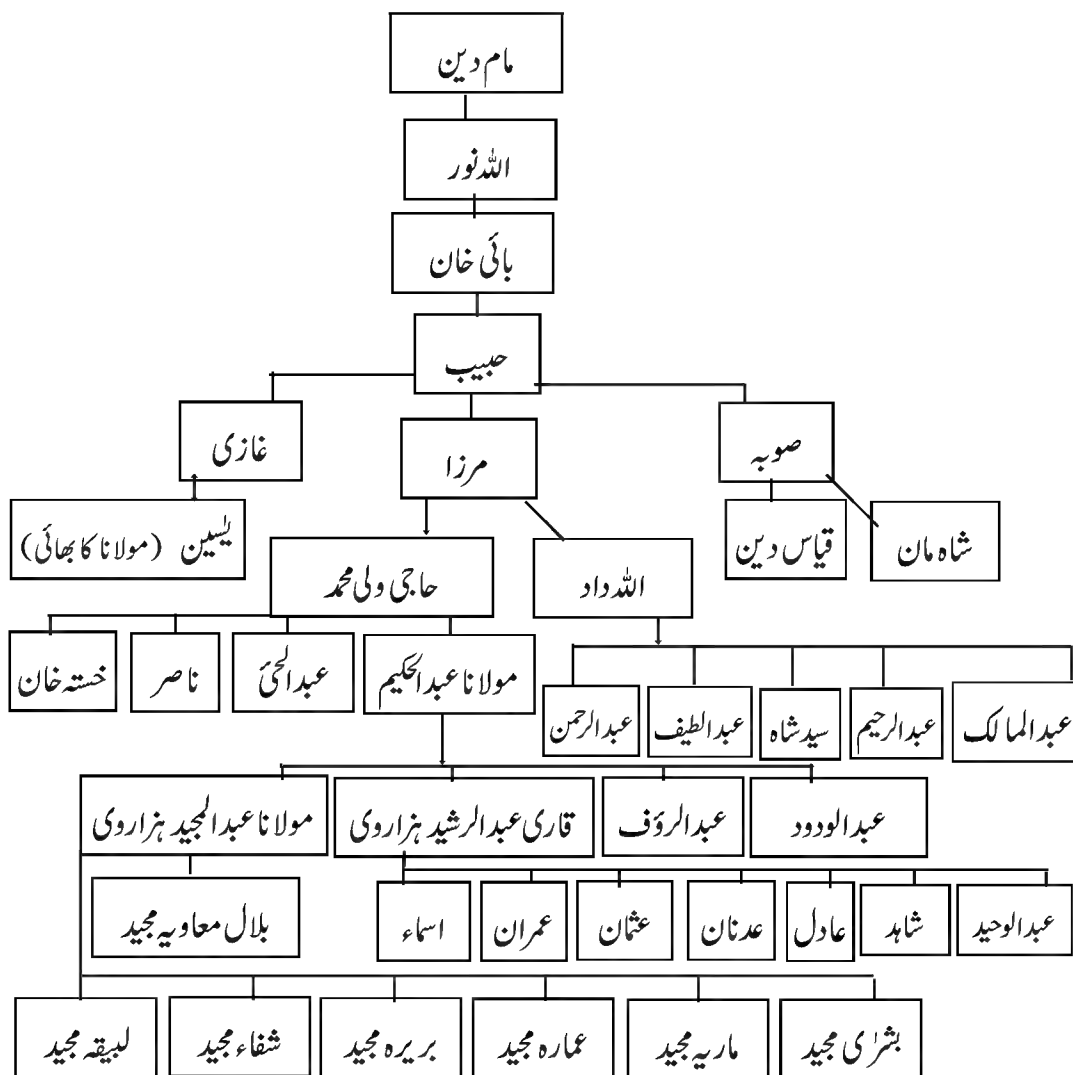 مام دین
اللہ نور
بائی خان
حبیب
صوبہ
مرزا
غازی
شاہ مان
قیاس دین
یٰسین (مولانا کا بھائی)
اللہ داد
حاجی ولی محمد
مولانا عبدالحکیم
عبدالحئ
ناصر
خستہ خان
عبدالمالک
عبدالرحیم
سید شاہ
عبدالطیف
عبدالرحمن
عبدالودود
عبدالرؤف
قاری عبدالرشید ہزاروی
مولانا عبدالمجید ہزاروی
عبدالوحید
شاہد
عادل
عدنان
عثمان
عمران
اسماء
بلال معاویہ مجید
بشریٰ مجید
ماریہ مجید
عمارہ مجید
بریرہ مجید
شفاء مجید
لبیقہ مجید